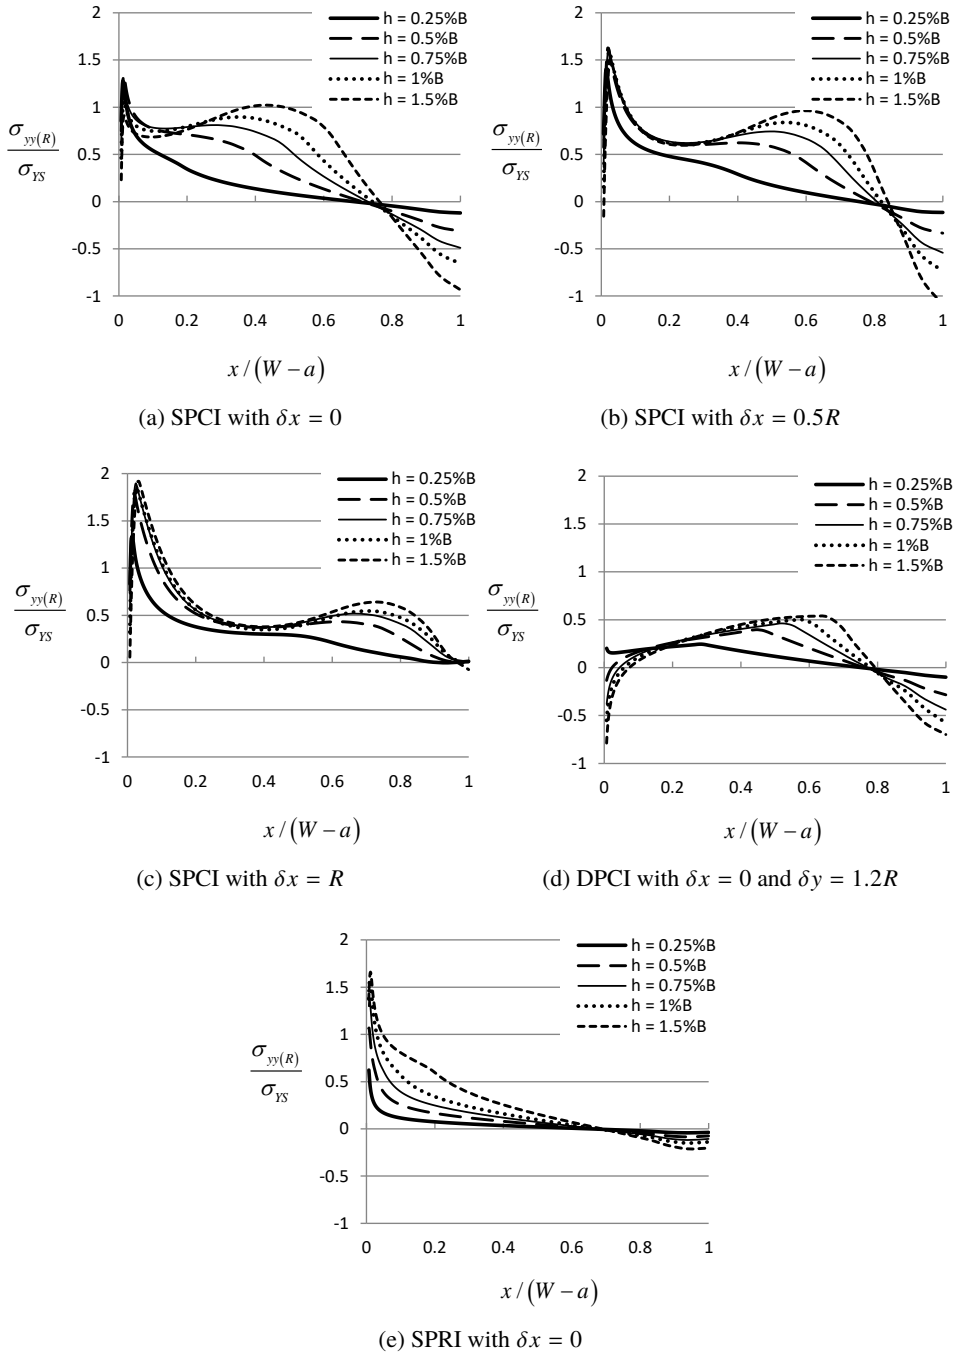 2
1.5
1
0.5
0
-0.5
-1
σyy(R)
σYS
h = 0.25%B
h = 0.5%B
h = 0.75%B
h = 1%B
h = 1.5%B
0 0.2 0.4 0.6 0.8 1
x / (W − a)
(a) SPCI with δx = 0
2
1.5
1
0.5
0
-0.5
-1
σyy(R)
σYS
h = 0.25%B
h = 0.5%B
h = 0.75%B
h = 1%B
h = 1.5%B
0 0.2 0.4 0.6 0.8 1
x / (W − a)
(b) SPCI with δx = 0.5R
2
1.5
1
0.5
0
-0.5
-1
σyy(R)
σYS
h = 0.25%B
h = 0.5%B
h = 0.75%B
h = 1%B
h = 1.5%B
0 0.2 0.4 0.6 0.8 1
x / (W − a)
(c) SPCI with δx = R
2
1.5
1
0.5
0
-0.5
-1
σyy(R)
σYS
h = 0.25%B
h = 0.5%B
h = 0.75%B
h = 1%B
h = 1.5%B
0 0.2 0.4 0.6 0.8 1
x / (W − a)
(d) DPCI with δx = 0 and δy = 1.2R
2
1.5
1
0.5
0
-0.5
-1
σyy(R)
σYS
h = 0.25%B
h = 0.5%B
h = 0.75%B
h = 1%B
h = 1.5%B
0 0.2 0.4 0.6 0.8 1
x / (W − a)
(e) SPRI with δx = 0